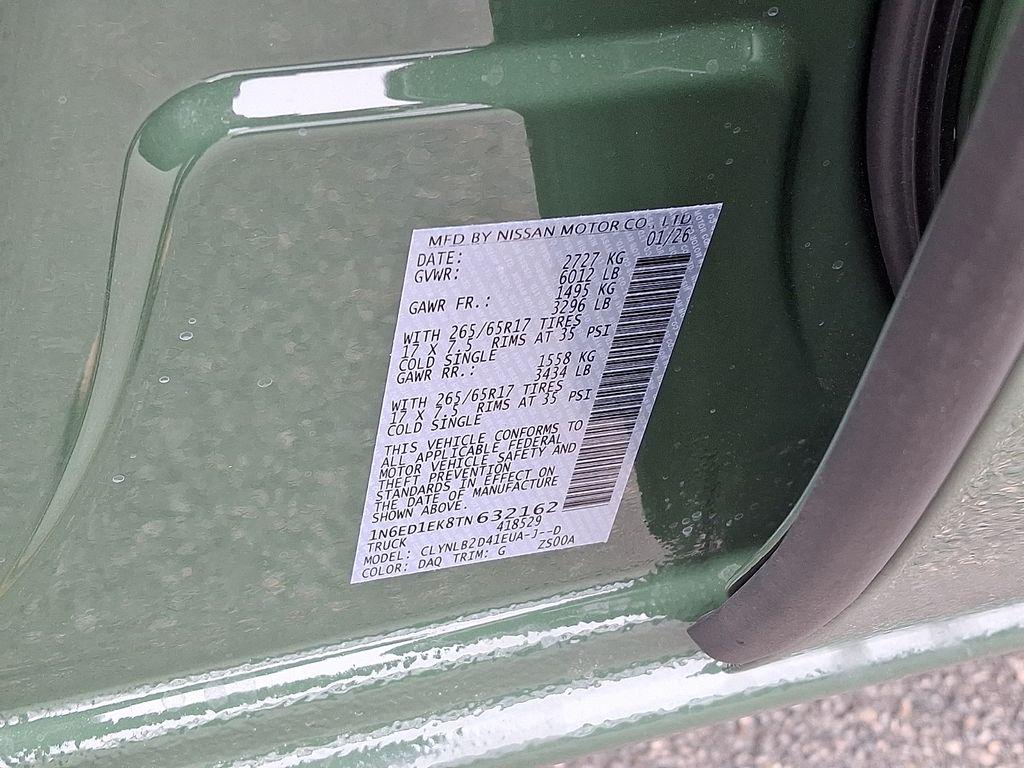 MFD BY NISSAN MOTOR CO., LTD
DATE: 01/26
GVWR: 2727 KG
6012 LB
GAWR FR.: 1495 KG
3296 LB
WITH 265/65R17 TIRES
17 X 7.5 RIMS AT 35 PSI
COLD SINGLE
GAWR RR.: 1558 KG
3434 LB
WITH 265/65R17 TIRES
17 X 7.5 RIMS AT 35 PSI
COLD SINGLE
THIS VEHICLE CONFORMS TO
ALL APPLICABLE FEDERAL
MOTOR VEHICLE SAFETY AND
THEFT PREVENTION
STANDARDS IN EFFECT ON
THE DATE OF MANUFACTURE
SHOWN ABOVE.
1N6ED1EK8TN632162
TRUCK 418529
MODEL: CLYNLB2D41EUA-J--D
COLOR: DAQ TRIM: G ZS00A